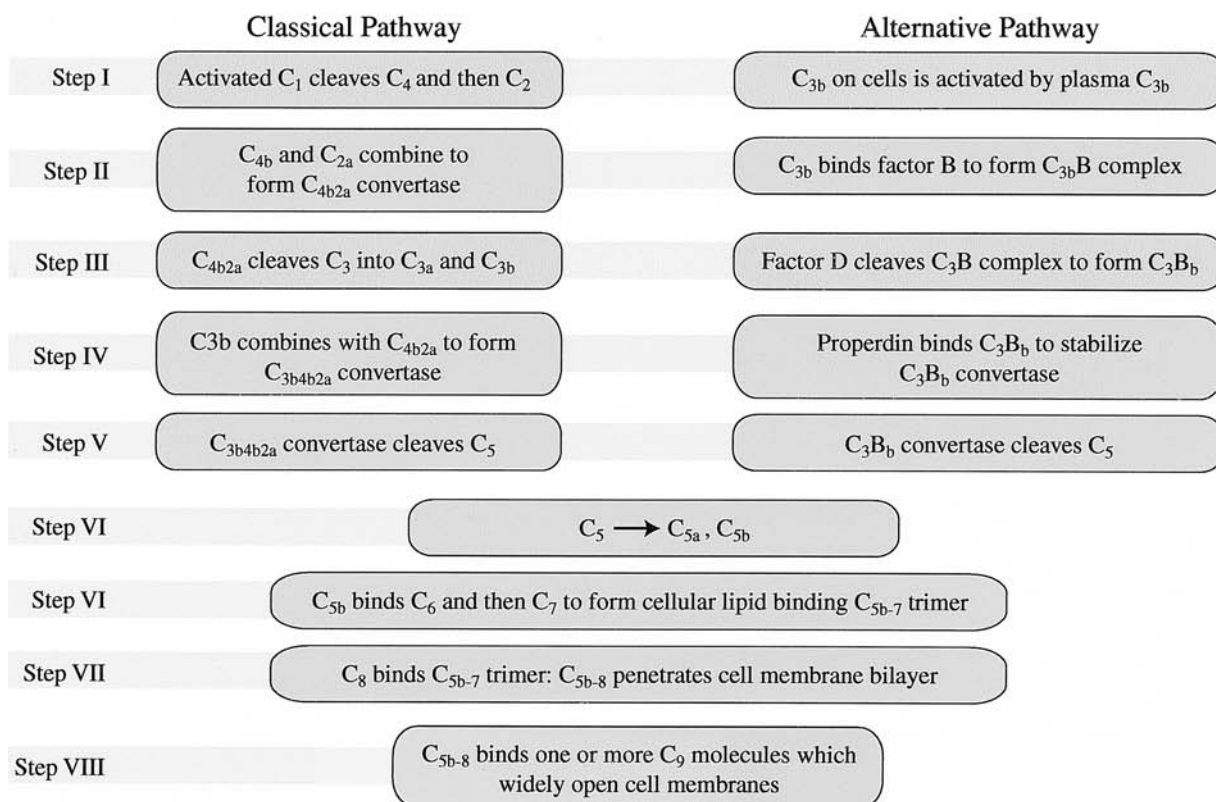 Classical Pathway
Alternative Pathway
Step I
Activated C₁ cleaves C₄ and then C₂
C₃b on cells is activated by plasma C₃b
Step II
C₄b and C₂a combine to
form C₄b₂a convertase
C₃b binds factor B to form C₃bB complex
Step III
C₄b₂a cleaves C₃ into C₃a and C₃b
Factor D cleaves C₃B complex to form C₃Bb
Step IV
C3b combines with C₄b₂a to form
C₃b₄b₂a convertase
Properdin binds C₃Bb to stabilize
C₃Bb convertase
Step V
C₃b₄b₂a convertase cleaves C₅
C₃Bb convertase cleaves C₅
Step VI
C₅ → C₅a , C₅b
Step VI
C₅b binds C₆ and then C₇ to form cellular lipid binding C₅b-₇ trimer
Step VII
C₈ binds C₅b-₇ trimer: C₅b-₈ penetrates cell membrane bilayer
Step VIII
C₅b-₈ binds one or more C₉ molecules which
widely open cell membranes